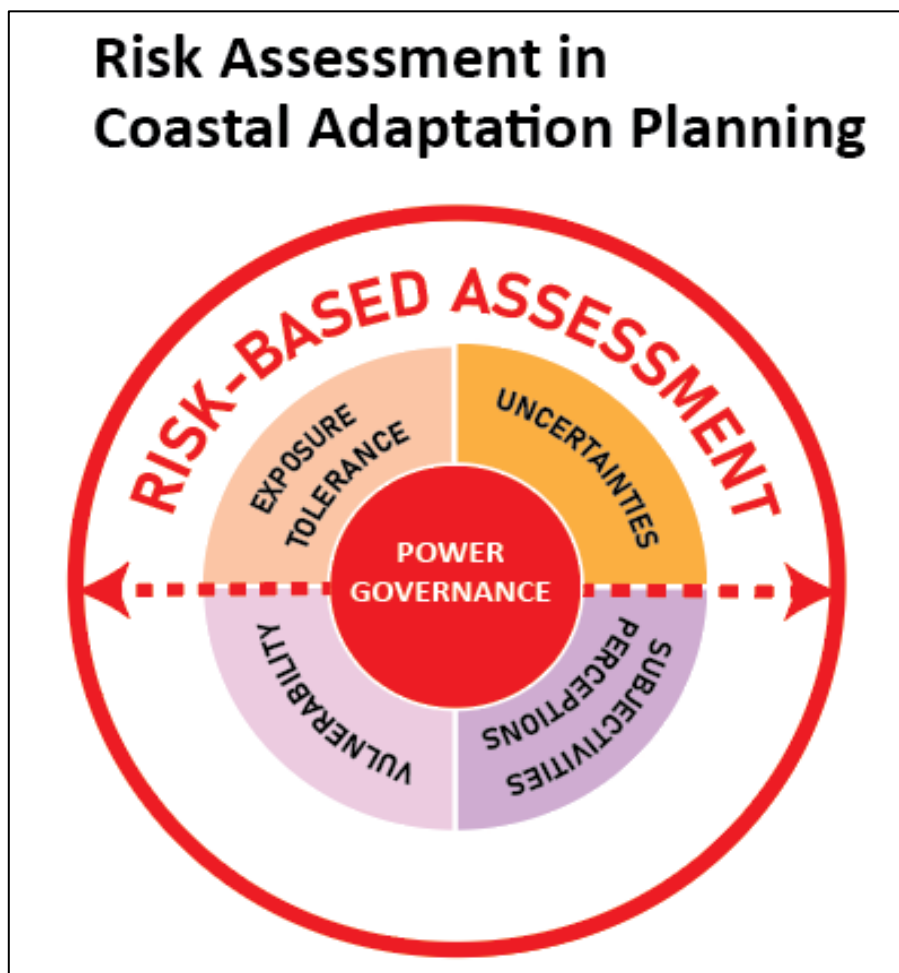 Risk Assessment in
Coastal Adaptation Planning
RISK-BASED ASSESSMENT
EXPOSURE
TOLERANCE
UNCERTAINTIES
POWER
GOVERNANCE
VULNERABILITY
SUBJECTIVITIES
PERCEPTIONS